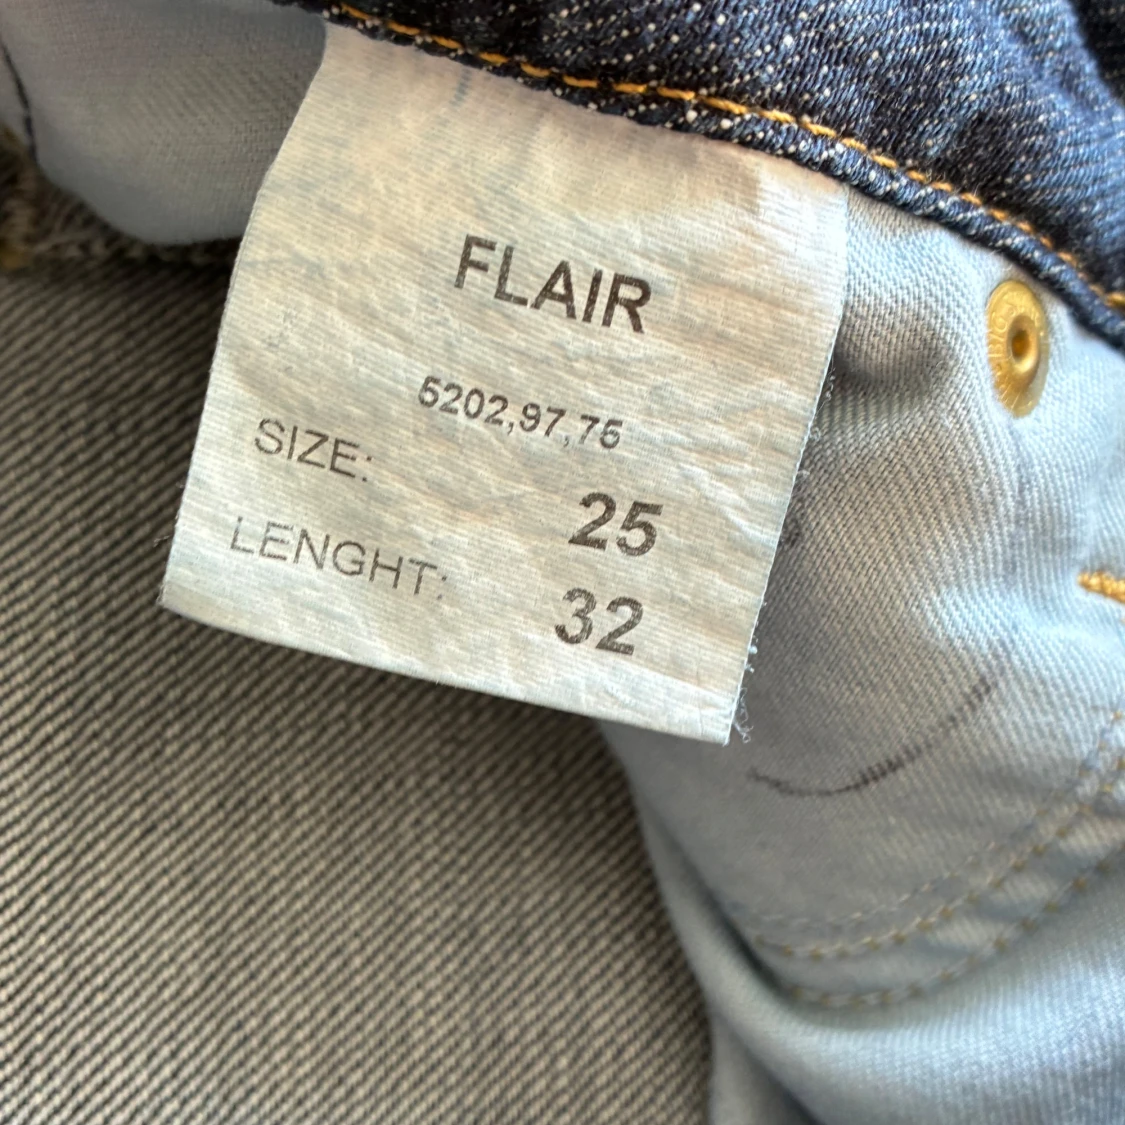 FLAIR
5202,97,75
SIZE: 25
LENGHT: 32